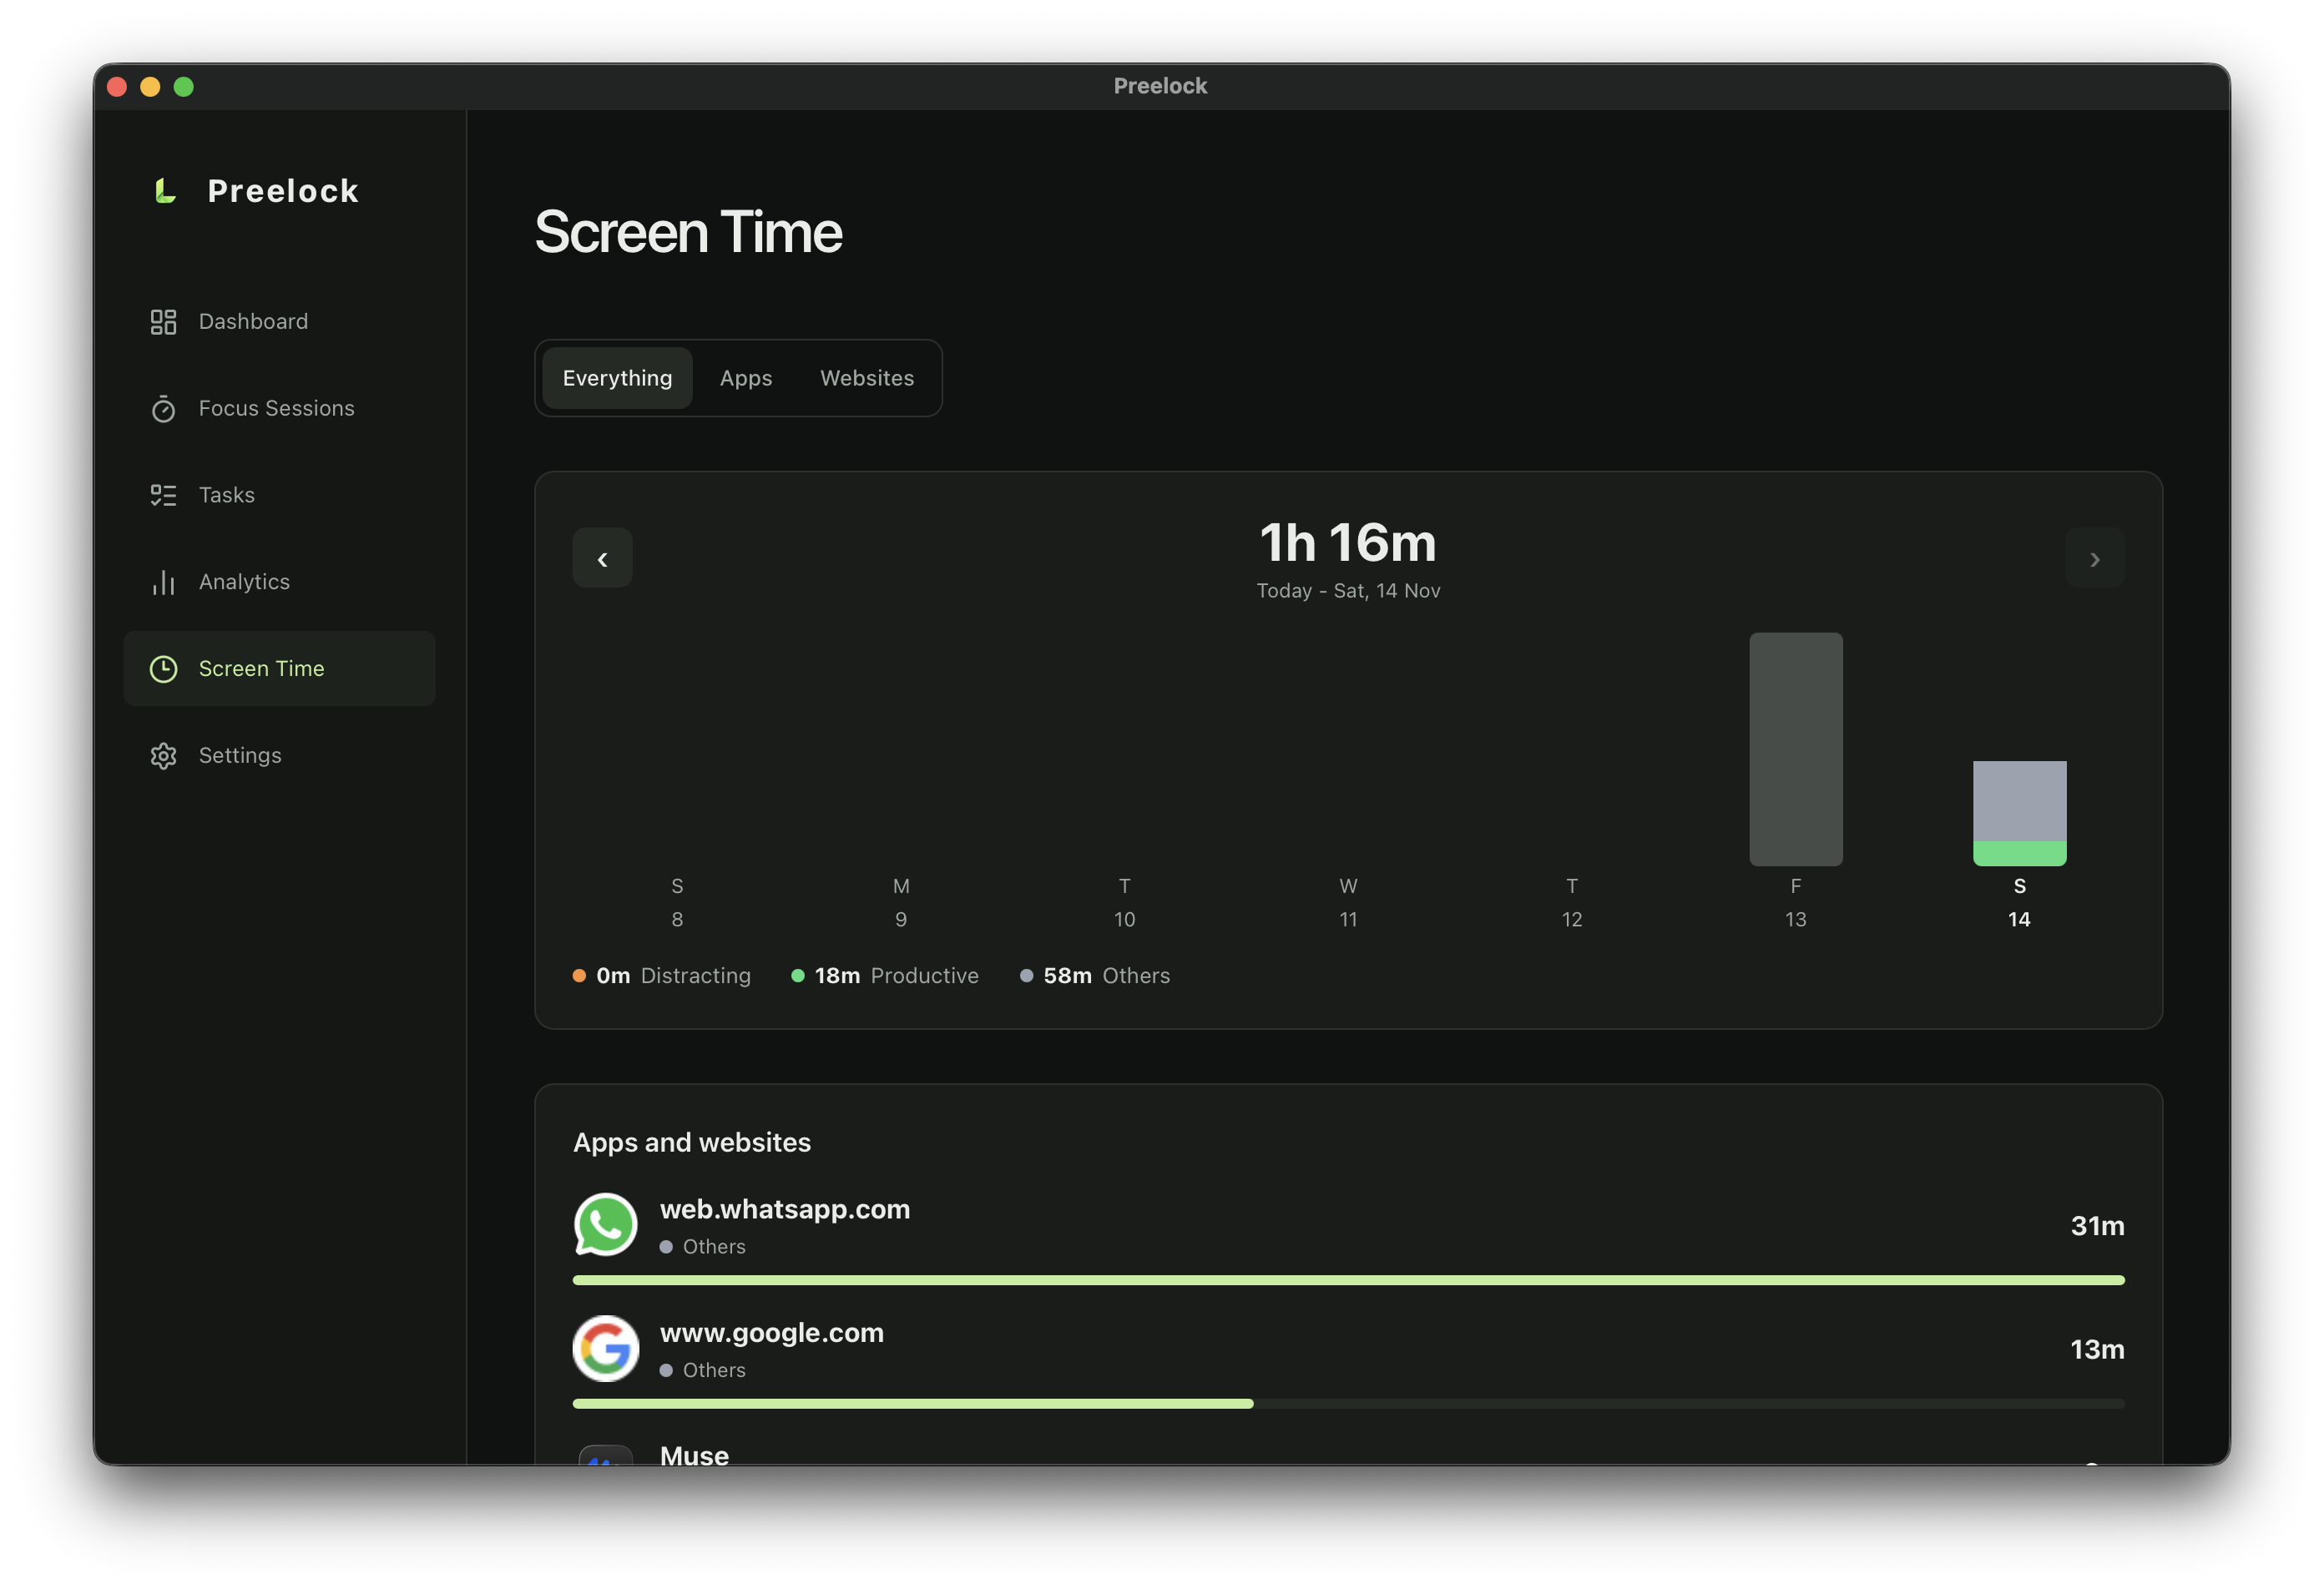 Preelock
Preelock
Dashboard
Focus Sessions
Tasks
Analytics
Screen Time
Settings
Screen Time
Everything Apps Websites
1h 16m
Today - Sat, 14 Nov
S M T W T F S
8 9 10 11 12 13 14
0m Distracting 18m Productive 58m Others
Apps and websites
web.whatsapp.com
Others
31m
www.google.com
Others
13m
Muse